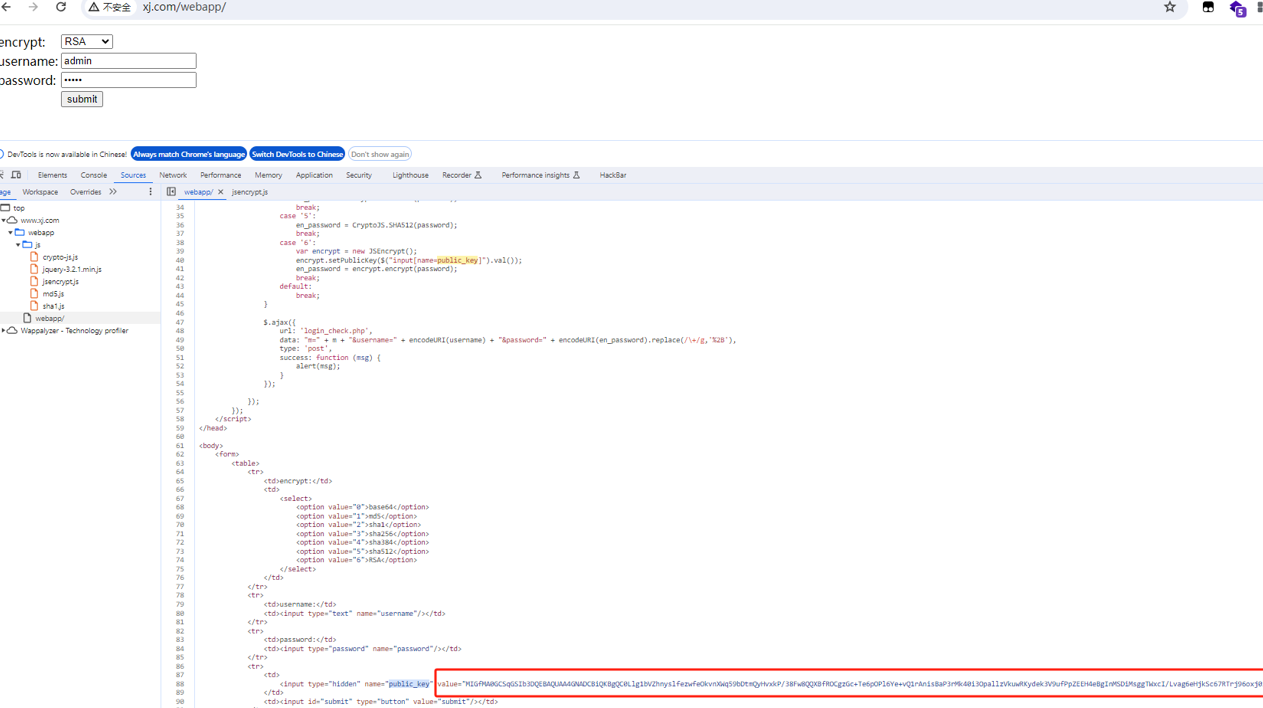 不安全 xj.com/webapp/ 5
encrypt: RSA
username: admin
password: •••••
submit
DevTools is now available in Chinese! Always match Chrome's language Switch DevTools to Chinese Don't show again
Elements Console Sources Network Performance Memory Application Security Lighthouse Recorder Performance insights HackBar
age Workspace Overrides webapp/ × jsencrypt.js
top
www.xj.com
webapp
js
crypto-js.js
jquery-3.2.1.min.js
jsencrypt.js
md5.js
sha1.js
webapp/
Wappalyzer - Technology profiler
34 break;
35 case '5':
36 en_password = CryptoJS.SHA512(password);
37 break;
38 case '6':
39 var encrypt = new JSEncrypt();
40 encrypt.setPublicKey($("input[name=public_key]").val());
41 en_password = encrypt.encrypt(password);
42 break;
43 default:
44 break;
45 }
46
47 $.ajax({
48 url: 'login_check.php',
49 data: "m=" + m + "&username=" + encodeURI(username) + "&password=" + encodeURI(en_password).replace(/\+/g,'%2B'),
50 type: 'post',
51 success: function (msg) {
52 alert(msg);
53 }
54 });
55
56 });
57 });
58 </script>
59 </head>
60
61 <body>
62 <form>
63 <table>
64 <tr>
65 <td>encrypt:</td>
66 <td>
67 <select>
68 <option value="0">base64</option>
69 <option value="1">md5</option>
70 <option value="2">sha1</option>
71 <option value="3">sha256</option>
72 <option value="4">sha384</option>
73 <option value="5">sha512</option>
74 <option value="6">RSA</option>
75 </select>
76 </td>
77 </tr>
78 <tr>
79 <td>username:</td>
80 <td><input type="text" name="username"/></td>
81 </tr>
82 <tr>
83 <td>password:</td>
84 <td><input type="password" name="password"/></td>
85 </tr>
86 <tr>
87 <td>
88 <input type="hidden" name="public_key" value="
89 </td>
90 <td><input id="submit" type="button" value="submit"/></td>